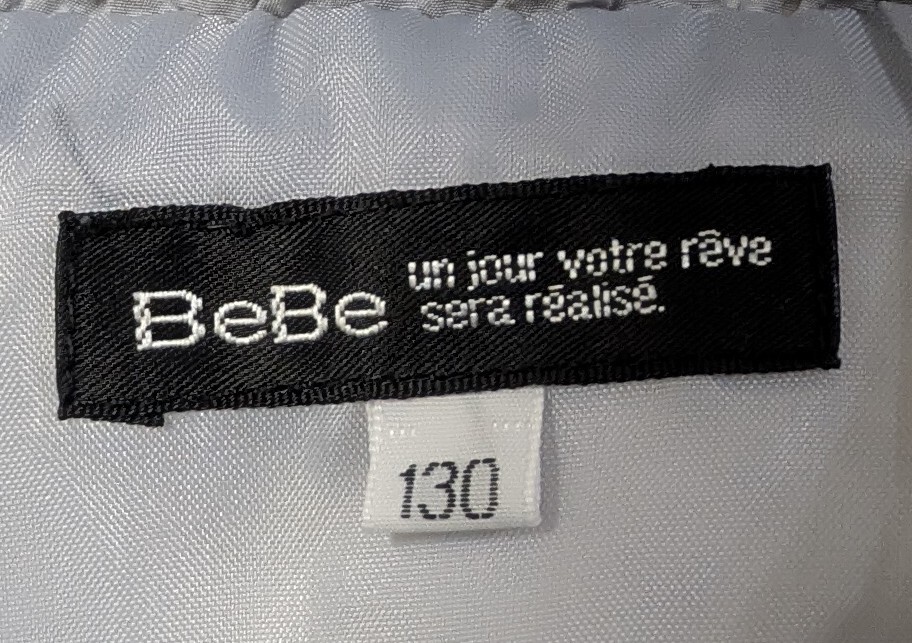 BeBe
un jour votre rêve
sera réalisé.
130